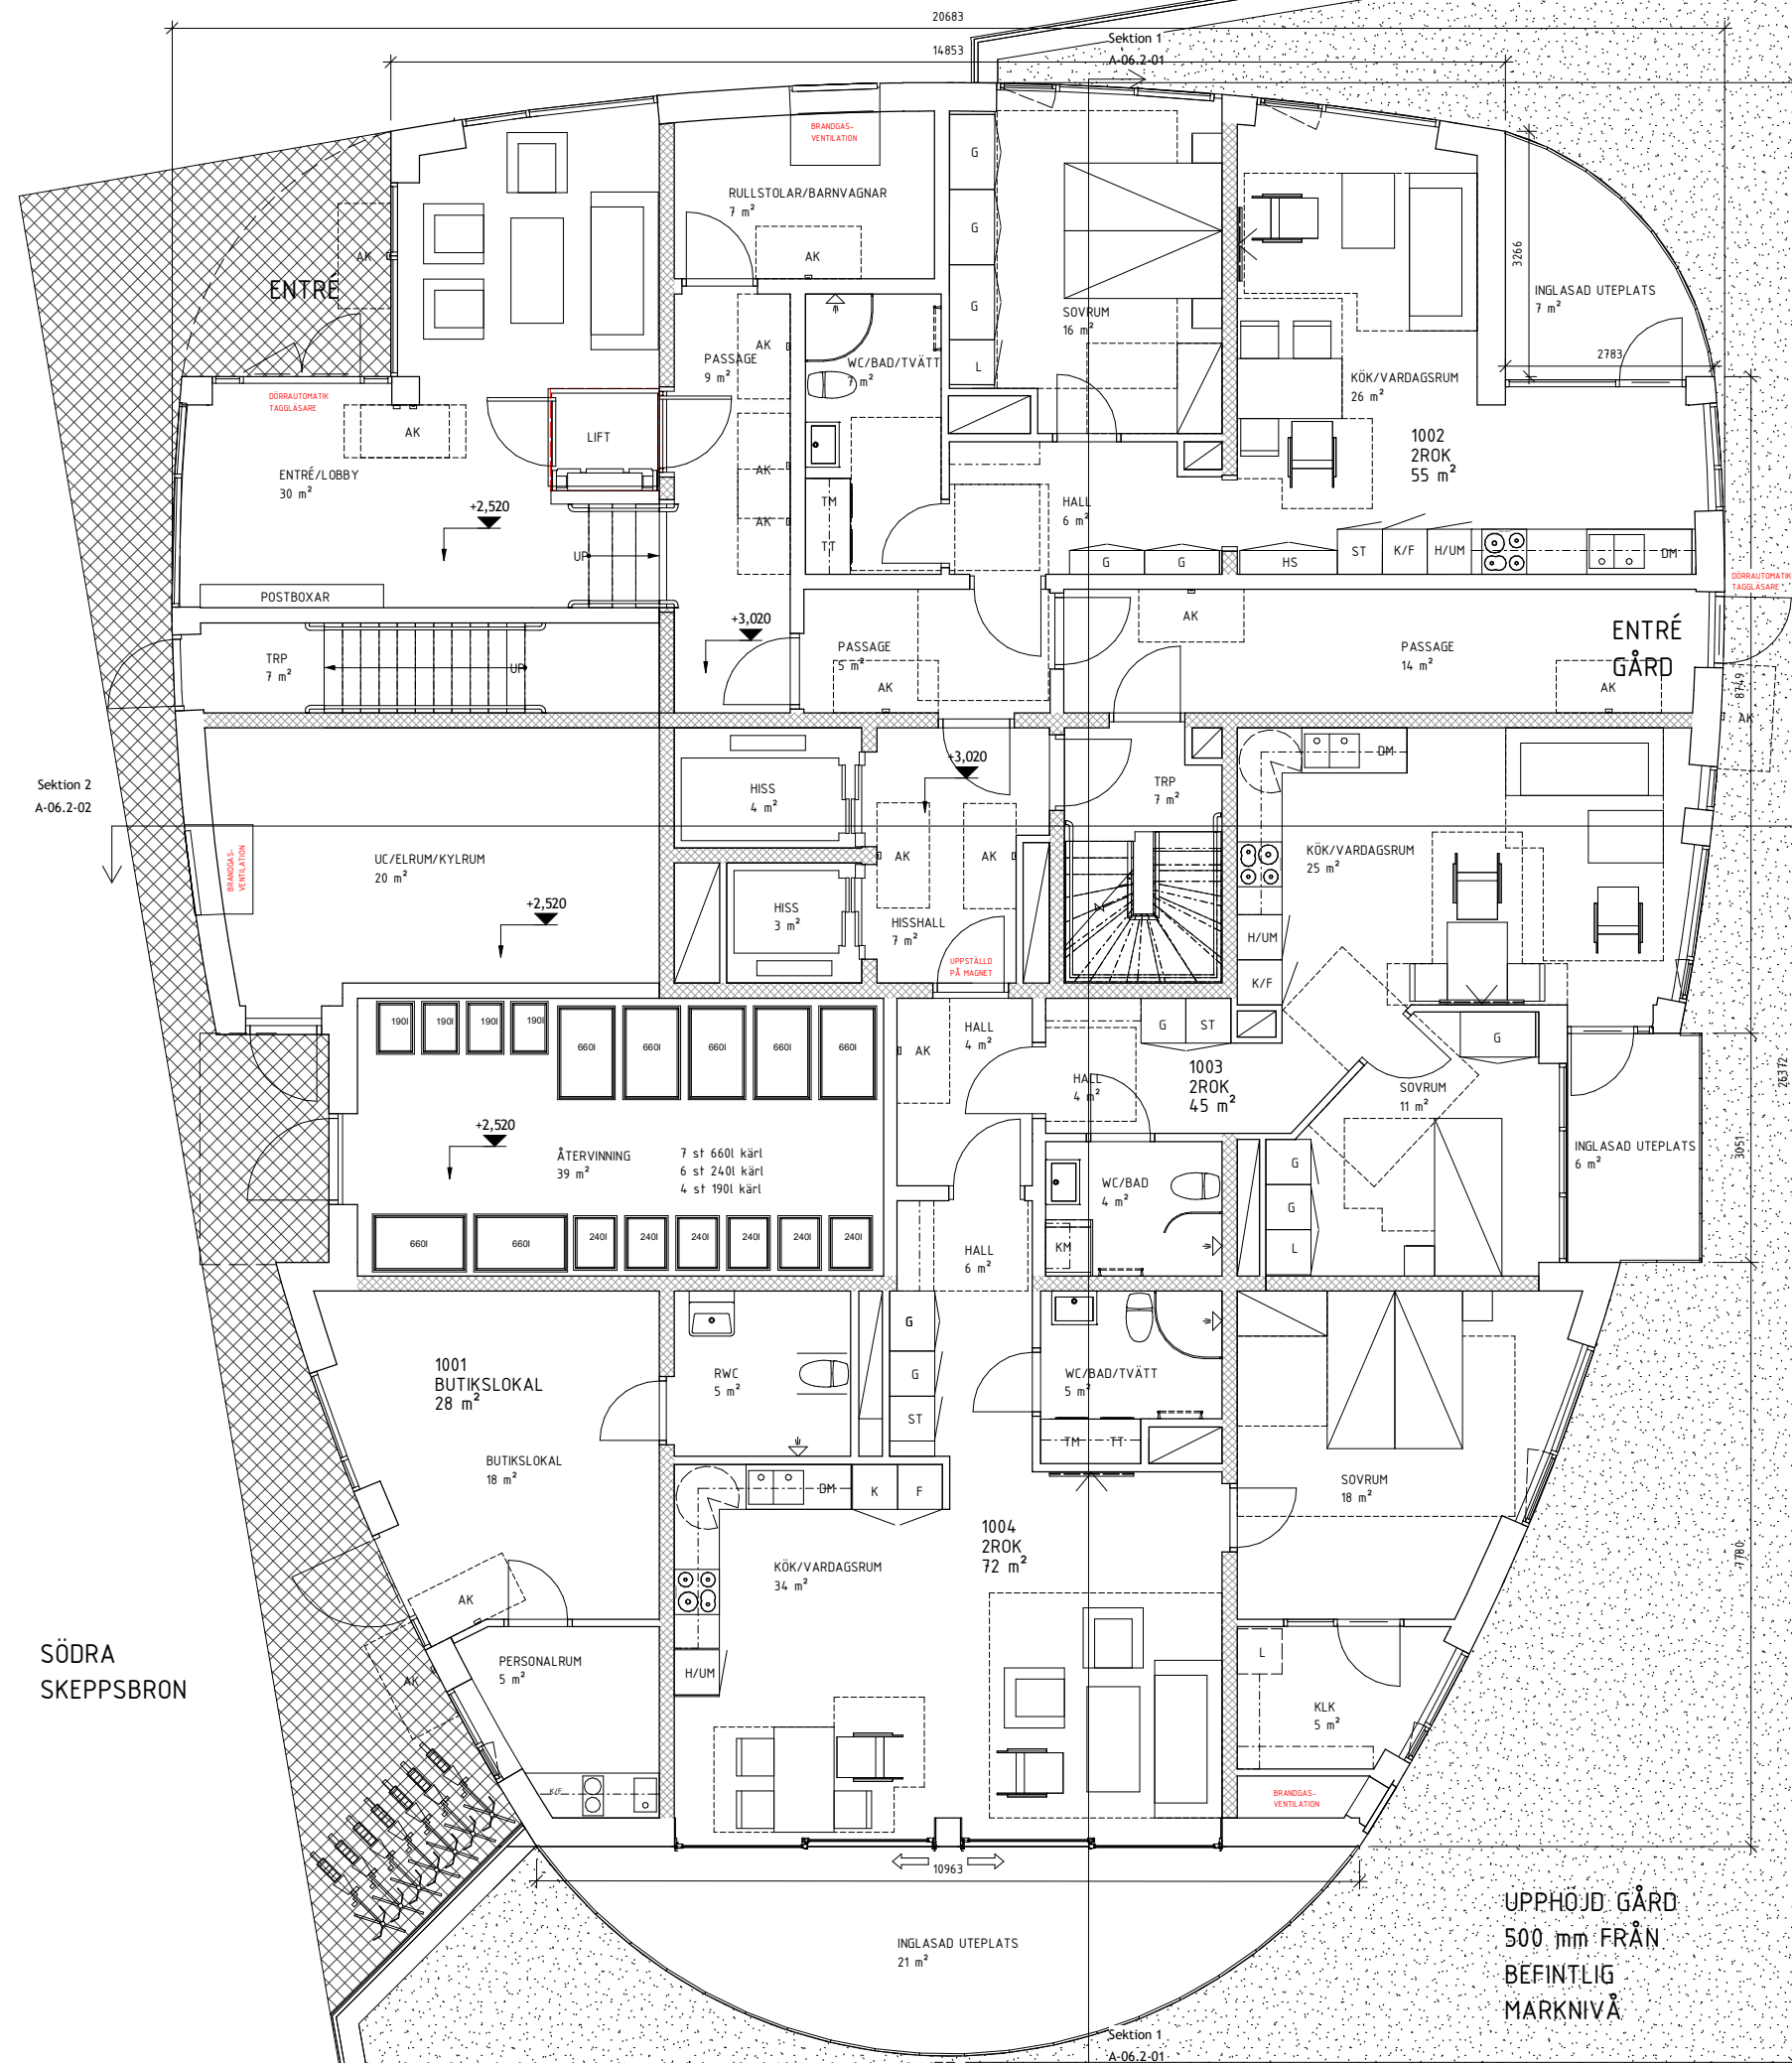 20683
14853
Sektion 1
A-06.2-01
BRANDGAS-
VENTILATION
RULLSTOLAR/BARNVAGNAR
7 m²
AK
G
G
G
L
SOVRUM
16 m²
3266
INGLASAD UTEPLATS
7 m²
2783
AK
ENTRÉ
DÖRRAUTOMATIK
TAGGLÄSARE
AK
ENTRÉ/LOBBY
30 m²
LIFT
+2,520
UP
POSTBOXAR
PASSAGE
9 m²
AK
AK
AK
WC/BAD/TVÄTT
7 m²
TM
TT
HALL
6 m²
G
G
HS
ST
K/F
H/UM
DM
KÖK/VARDAGSRUM
26 m²
1002
2ROK
55 m²
DÖRRAUTOMATIK
TAGGLÄSARE
+3,020
TRP
7 m²
UP
PASSAGE
5 m²
AK
AK
PASSAGE
14 m²
ENTRÉ
GÅRD
AK
8749
AK
Sektion 2
A-06.2-02
BRANDGAS-
VENTILATION
UC/ELRUM/KYLRUM
20 m²
+2,520
HISS
4 m²
HISS
3 m²
+3,020
AK
AK
HISSHALL
7 m²
UPPSTÄLLD
PÅ MAGNET
TRP
7 m²
DM
KÖK/VARDAGSRUM
25 m²
H/UM
K/F
190l
190l
190l
190l
660l
660l
660l
660l
660l
+2,520
ÅTERVINNING
39 m²
7 st 660l kärl
6 st 240l kärl
4 st 190l kärl
660l
660l
240l
240l
240l
240l
240l
240l
HALL
4 m²
AK
G
ST
HALL
4 m²
1003
2ROK
45 m²
G
SOVRUM
11 m²
26372
3051
INGLASAD UTEPLATS
6 m²
WC/BAD
4 m²
KM
G
G
L
HALL
6 m²
1001
BUTIKSLOKAL
28 m²
RWC
5 m²
G
G
ST
WC/BAD/TVÄTT
5 m²
TM
TT
BUTIKSLOKAL
18 m²
SOVRUM
18 m²
DM
K
F
1004
2ROK
72 m²
KÖK/VARDAGSRUM
34 m²
7780
AK
AK
SÖDRA
SKEPPSBRON
PERSONALRUM
5 m²
K/F
H/UM
L
KLK
5 m²
BRANDGAS-
VENTILATION
10963
INGLASAD UTEPLATS
21 m²
UPPHÖJD GÅRD
500 mm FRÅN
BEFINTLIG
MARKNIVÅ
Sektion 1
A-06.2-01